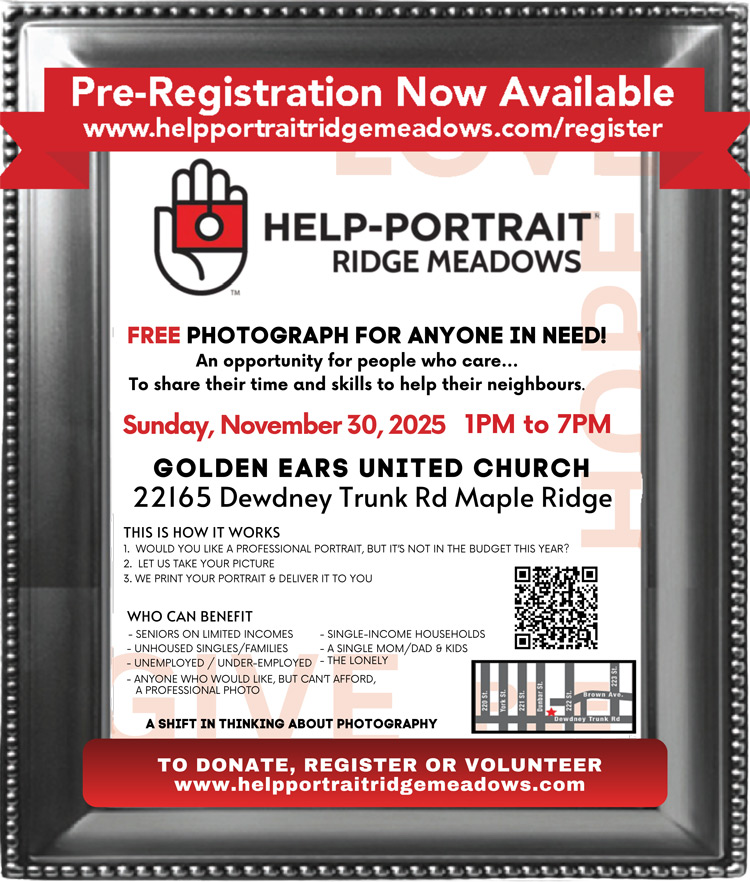 Pre-Registration Now Available
www.helpportraitridgemeadows.com/register
LOVE
HOPE
HELP-PORTRAIT
RIDGE MEADOWS
TM
FREE PHOTOGRAPH FOR ANYONE IN NEED!
An opportunity for people who care...
To share their time and skills to help their neighbours.
Sunday, November 30, 2025 1PM to 7PM
GOLDEN EARS UNITED CHURCH
22165 Dewdney Trunk Rd Maple Ridge
THIS IS HOW IT WORKS
1. WOULD YOU LIKE A PROFESSIONAL PORTRAIT, BUT IT'S NOT IN THE BUDGET THIS YEAR?
2. LET US TAKE YOUR PICTURE
3. WE PRINT YOUR PORTRAIT & DELIVER IT TO YOU
WHO CAN BENEFIT
- SENIORS ON LIMITED INCOMES
- UNHOUSED SINGLES/FAMILIES
- UNEMPLOYED / UNDER-EMPLOYED
- ANYONE WHO WOULD LIKE, BUT CAN'T AFFORD,
A PROFESSIONAL PHOTO
- SINGLE-INCOME HOUSEHOLDS
- A SINGLE MOM/DAD & KIDS
- THE LONELY
GIVE
220 St.
York St.
221 St.
Dunbar St.
222 St.
223 St.
Brown Ave.
Dewdney Trunk Rd
A SHIFT IN THINKING ABOUT PHOTOGRAPHY
TO DONATE, REGISTER OR VOLUNTEER
www.helpportraitridgemeadows.com